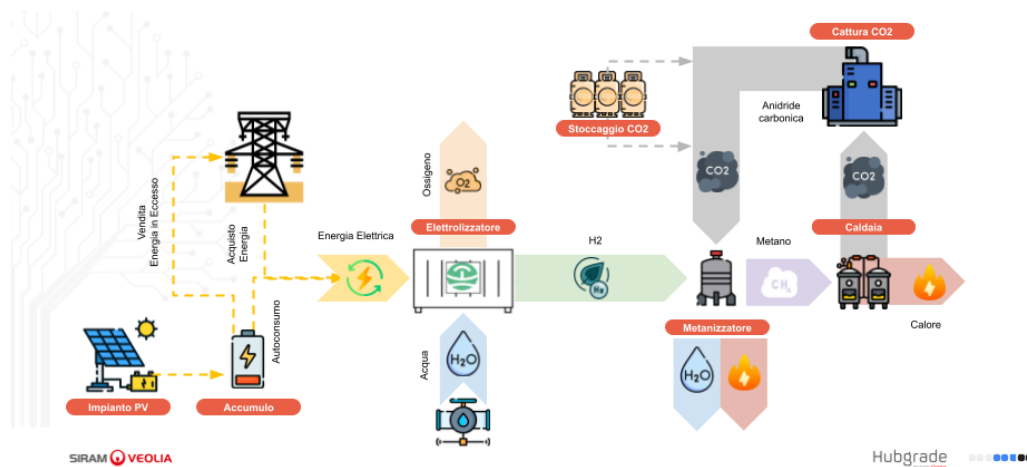 Cattura CO2
Stoccaggio CO2
Anidride
carbonica
CO2
CO2
Vendita
Energia in Eccesso
Acquisto
Energia
Ossigeno
O2
Elettrolizzatore
Energia Elettrica
H2
H2
Metano
CH4
Caldaia
Calore
Autoconsumo
Acqua
H2O
Metanizzatore
H2O
Impianto PV
Accumulo
SIRAM VEOLIA
Hubgrade